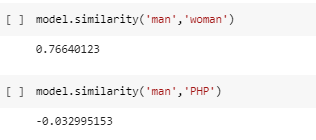 [ ] model.similarity('man','woman')
0.76640123
[ ] model.similarity('man','PHP')
-0.032995153